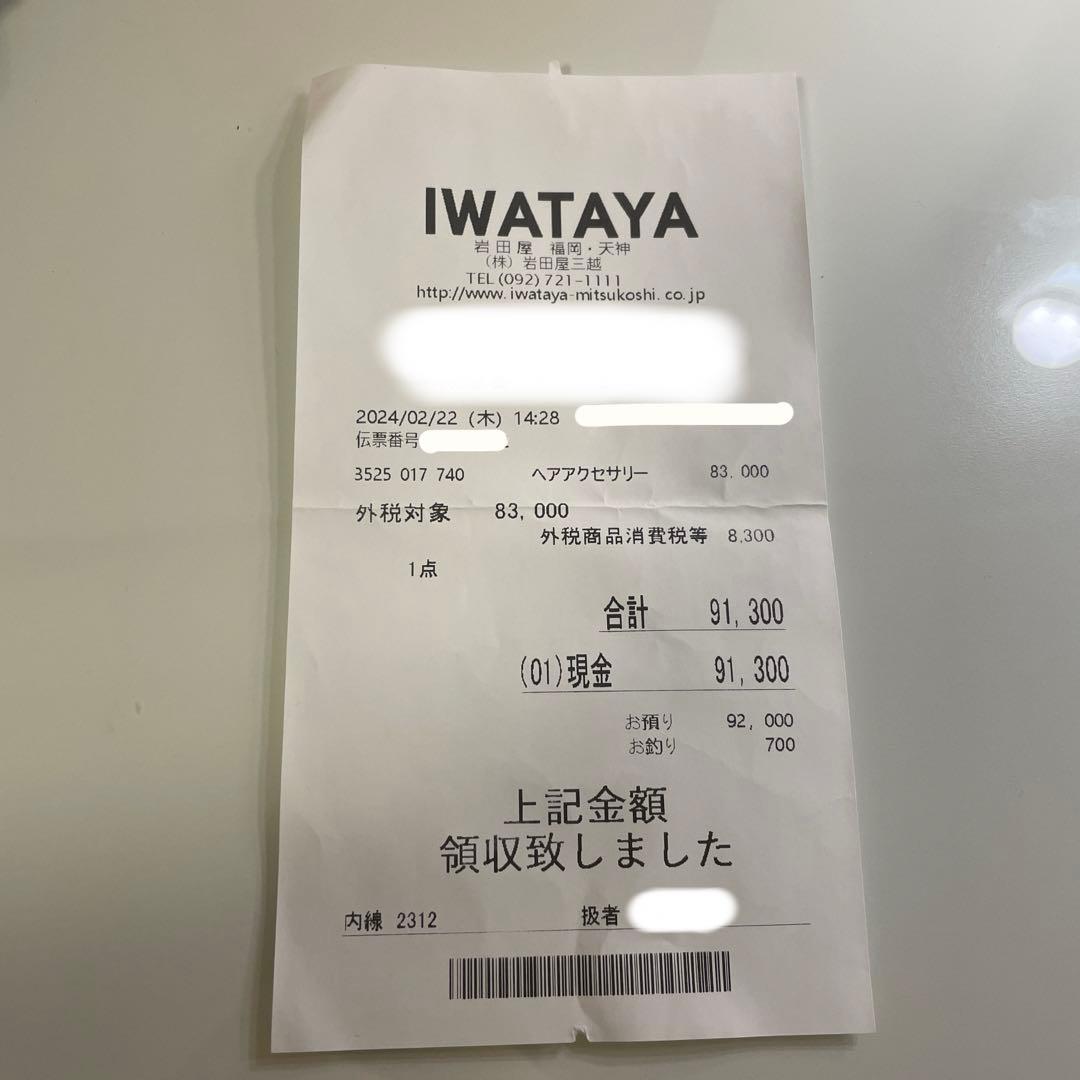 IWATAYA
岩田屋 福岡・天神
(株) 岩田屋三越
TEL(092)721-1111
http://www.iwataya-mitsukoshi.co.jp
2024/02/22 (木) 14:28
伝票番号
3525 017 740 ヘアアクセサリー 83,000
外税対象 83,000
外税商品消費税等 8,300
1点
合計 91,300
(01)現金 91,300
お預り 92,000
お釣り 700
上記金額
領収致しました
内線 2312 扱者